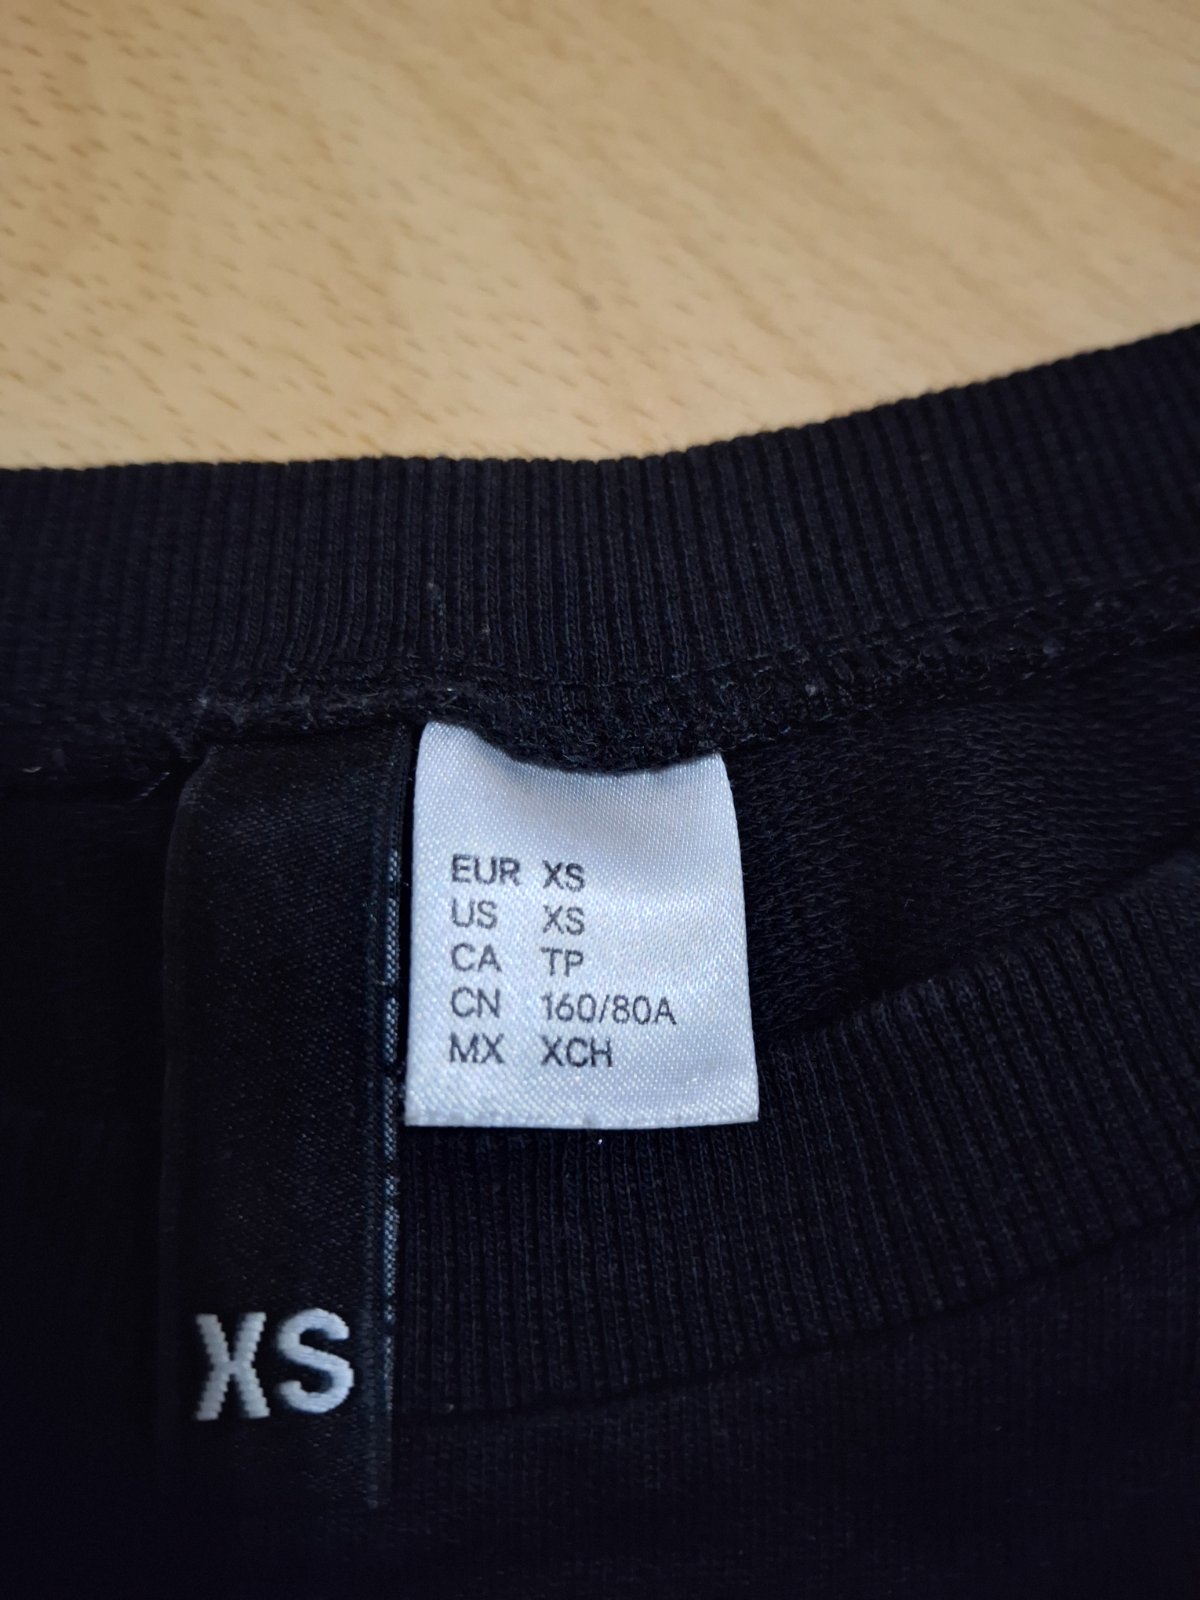 EUR XS
US XS
CA TP
CN 160/80A
MX XCH
XS